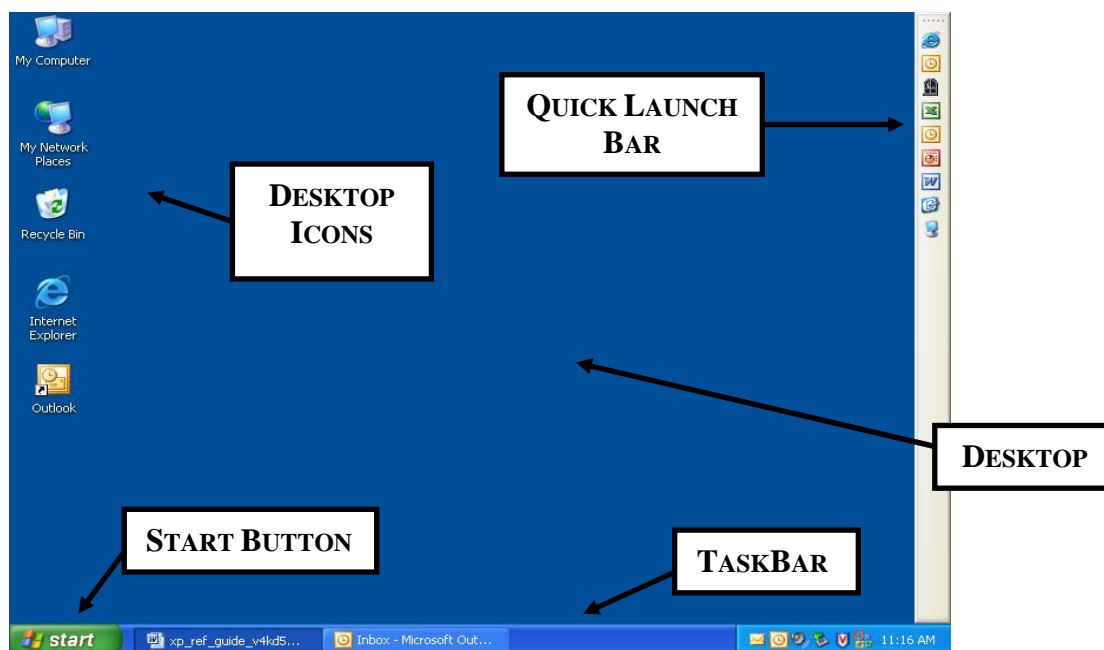 My Computer
My Network
Places
Recycle Bin
Internet
Explorer
Outlook
QUICK LAUNCH
BAR
DESKTOP
ICONS
DESKTOP
START BUTTON
TASKBAR
start
xp_ref_guide_v4kd5...
Inbox - Microsoft Out...
11:16 AM